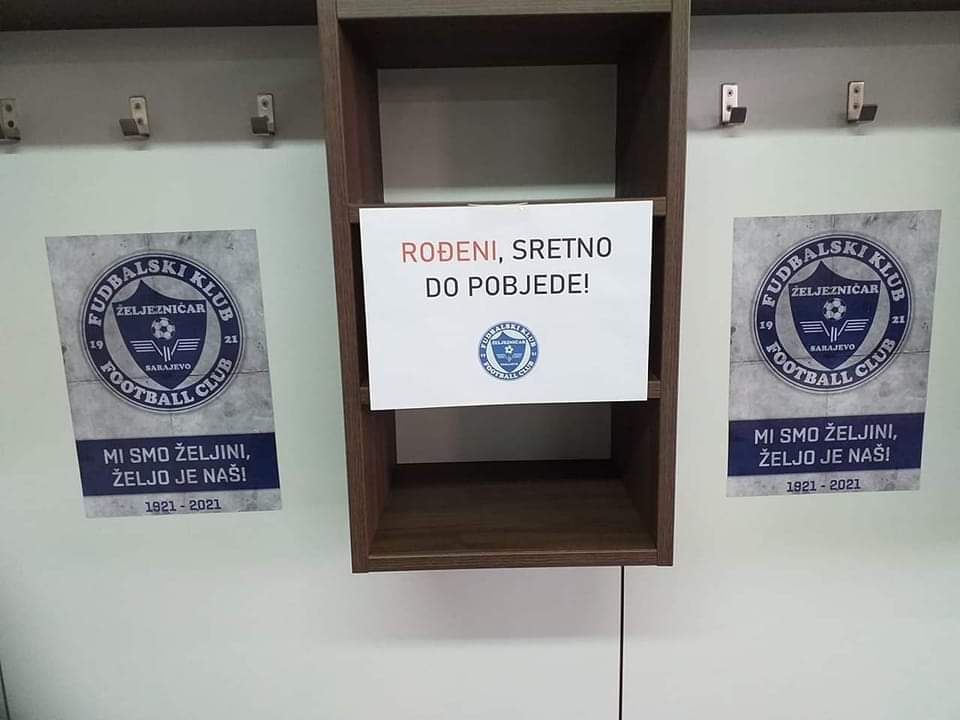 FUDBALSKI KLUB
ŽELJEZNIČAR
19 21
SARAJEVO
FOOTBALL CLUB
MI SMO ŽELJINI,
ŽELJO JE NAŠ!
1921 - 2021
ROĐENI, SRETNO
DO POBJEDE!
FUDBALSKI KLUB
ŽELJEZNIČAR
FOOTBALL CLUB
FUDBALSKI KLUB
ŽELJEZNIČAR
19 21
SARAJEVO
FOOTBALL CLUB
MI SMO ŽELJINI,
ŽELJO JE NAŠ!
1921 - 2021